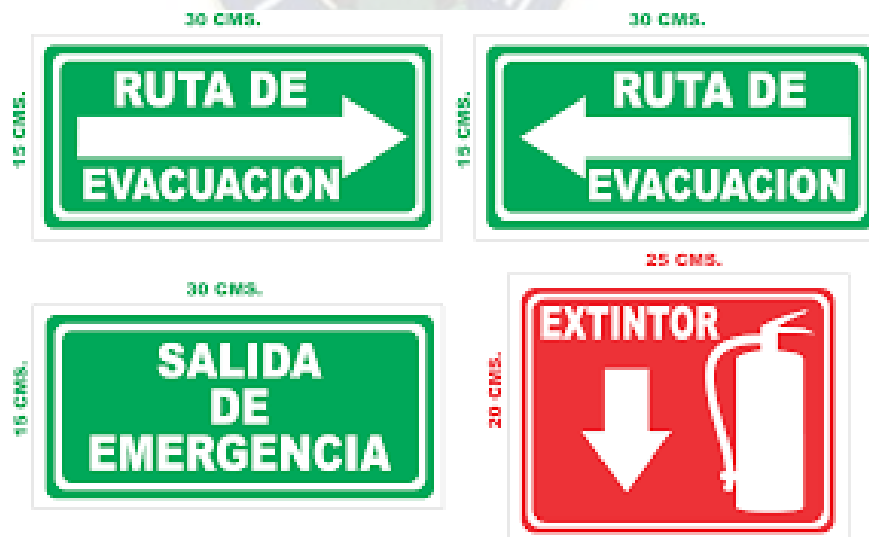 30 CMS.
15 CMS.
RUTA DE
EVACUACION
30 CMS.
15 CMS.
RUTA DE
EVACUACION
30 CMS.
15 CMS.
SALIDA
DE
EMERGENCIA
25 CMS.
20 CMS.
EXTINTOR